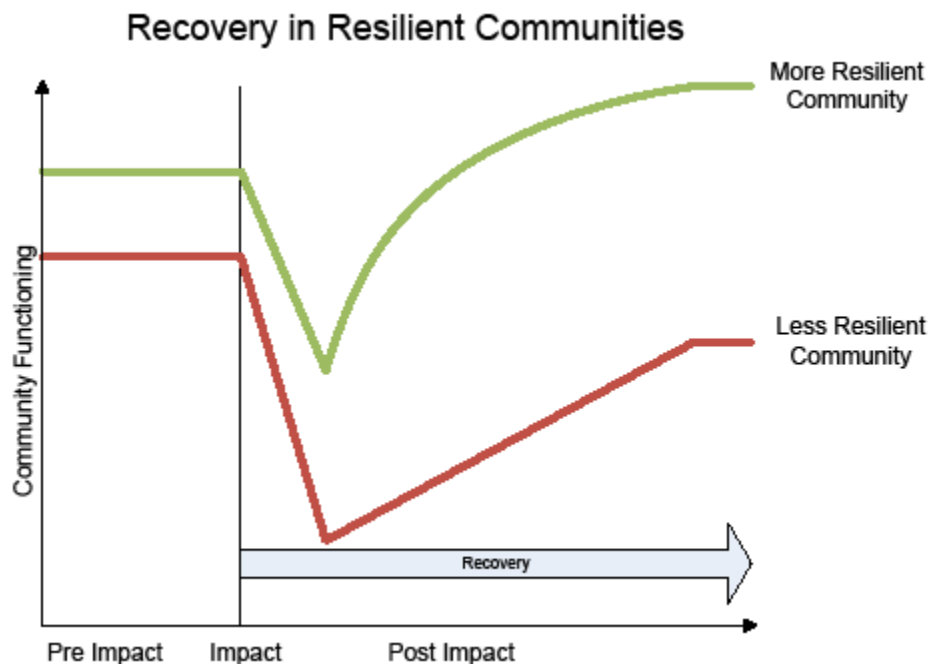 Recovery in Resilient Communities
More Resilient
Community
Community Functioning
Less Resilient
Community
Recovery
Pre Impact
Impact
Post Impact